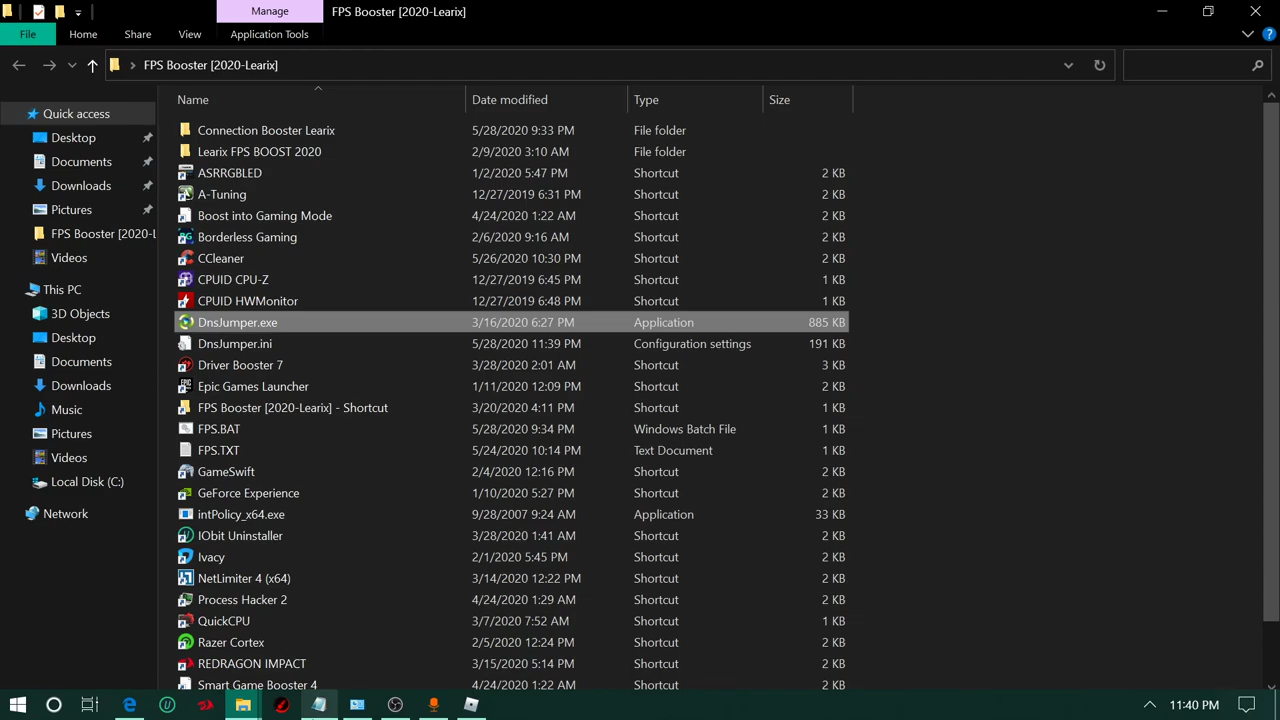 Manage
FPS Booster [2020-Learix]
File
Home
Share
View
Application Tools
FPS Booster [2020-Learix]
Name
Date modified
Type
Size
Quick access
Desktop
Documents
Downloads
Pictures
FPS Booster [2020-L
Videos
This PC
3D Objects
Desktop
Documents
Downloads
Music
Pictures
Videos
Local Disk (C:)
Network
Connection Booster Learix 5/28/2020 9:33 PM File folder
Learix FPS BOOST 2020 2/9/2020 3:10 AM File folder
ASRRGBLED 1/2/2020 5:47 PM Shortcut 2 KB
A-Tuning 12/27/2019 6:31 PM Shortcut 2 KB
Boost into Gaming Mode 4/24/2020 1:22 AM Shortcut 2 KB
Borderless Gaming 2/6/2020 9:16 AM Shortcut 2 KB
CCleaner 5/26/2020 10:30 PM Shortcut 2 KB
CPUID CPU-Z 12/27/2019 6:45 PM Shortcut 1 KB
CPUID HWMonitor 12/27/2019 6:48 PM Shortcut 1 KB
DnsJumper.exe 3/16/2020 6:27 PM Application 885 KB
DnsJumper.ini 5/28/2020 11:39 PM Configuration settings 191 KB
Driver Booster 7 3/28/2020 2:01 AM Shortcut 3 KB
Epic Games Launcher 1/11/2020 12:09 PM Shortcut 2 KB
FPS Booster [2020-Learix] - Shortcut 3/20/2020 4:11 PM Shortcut 1 KB
FPS.BAT 5/28/2020 9:34 PM Windows Batch File 1 KB
FPS.TXT 5/24/2020 10:14 PM Text Document 1 KB
GameSwift 2/4/2020 12:16 PM Shortcut 2 KB
GeForce Experience 1/10/2020 5:27 PM Shortcut 2 KB
intPolicy_x64.exe 9/28/2007 9:24 AM Application 33 KB
IObit Uninstaller 3/28/2020 1:41 AM Shortcut 2 KB
Ivacy 2/1/2020 5:45 PM Shortcut 2 KB
NetLimiter 4 (x64) 3/14/2020 12:22 PM Shortcut 2 KB
Process Hacker 2 4/24/2020 1:29 AM Shortcut 2 KB
QuickCPU 3/7/2020 7:52 AM Shortcut 1 KB
Razer Cortex 2/5/2020 12:24 PM Shortcut 2 KB
REDRAGON IMPACT 3/15/2020 5:14 PM Shortcut 2 KB
Smart Game Booster 4 4/24/2020 1:22 AM Shortcut 2 KB
11:40 PM